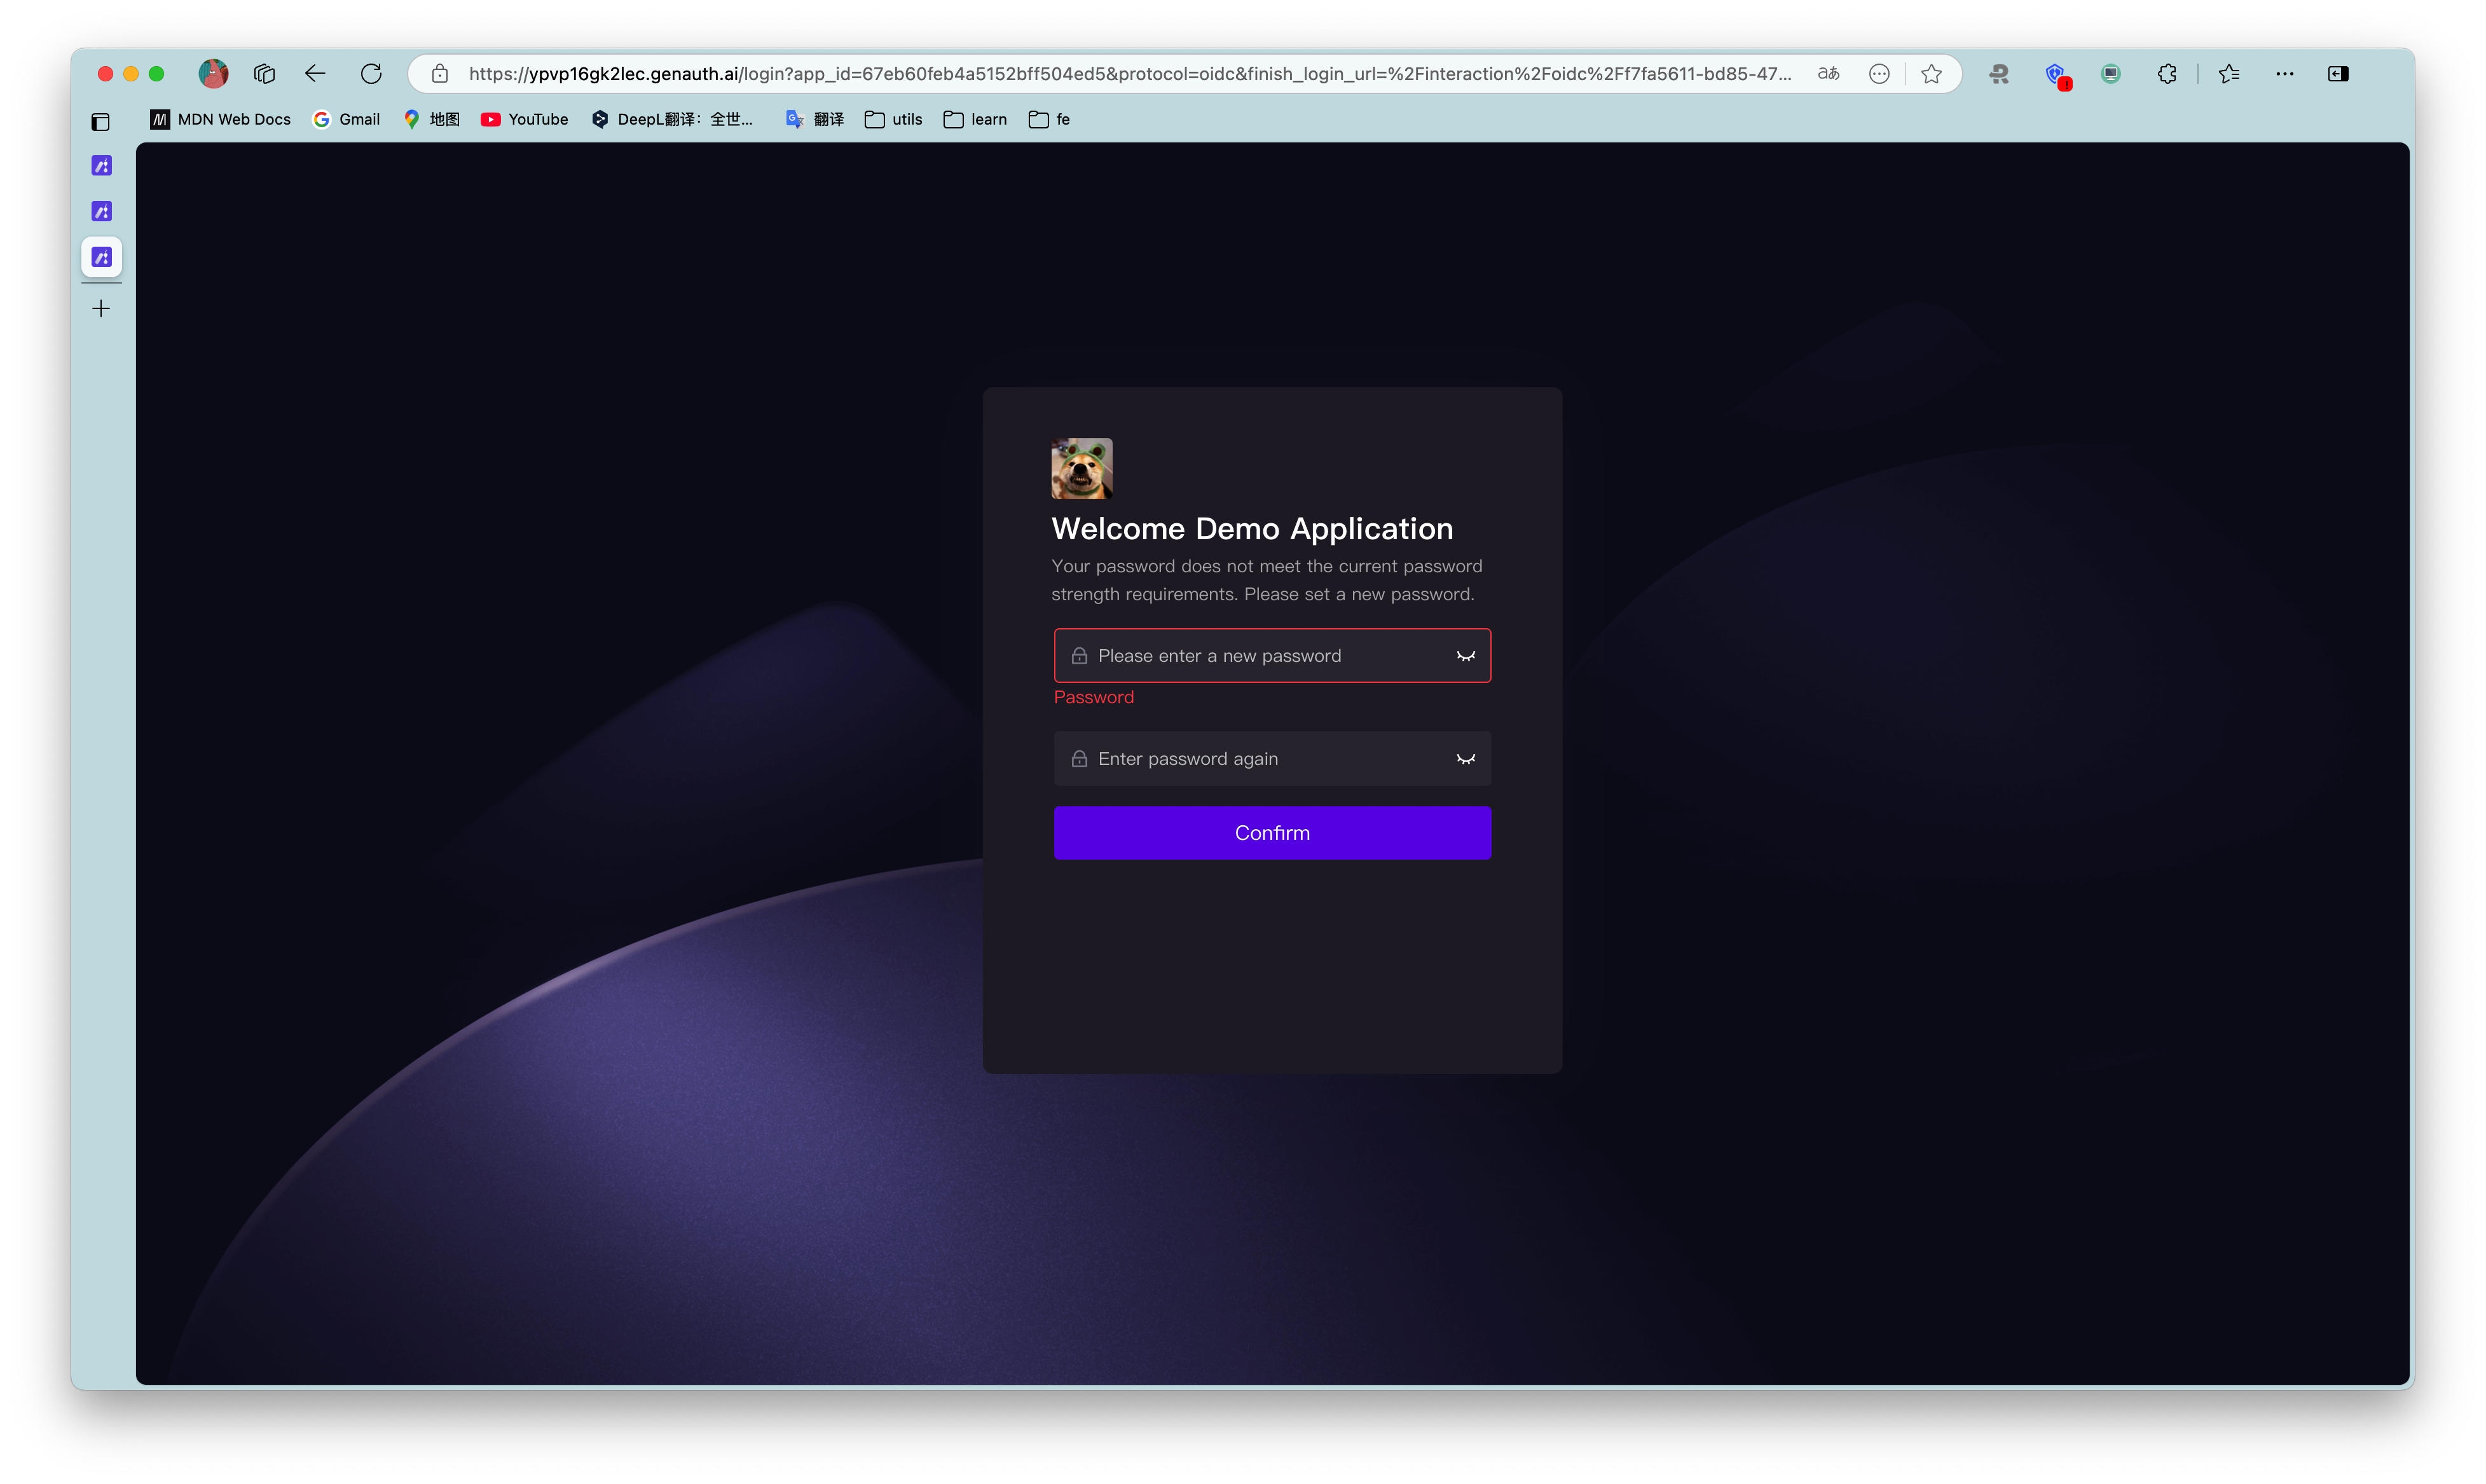 https://ypvp16gk2lec.genauth.ai/login?app_id=67eb60feb4a5152bff504ed5&protocol=oidc&finish_login_url=%2Finteraction%2Foidc%2Ff7fa5611-bd85-47...
aあ
MDN Web Docs
Gmail
地图
YouTube
DeepL翻译：全世...
翻译
utils
learn
fe
Welcome Demo Application
Your password does not meet the current password
strength requirements. Please set a new password.
Please enter a new password
Password
Enter password again
Confirm